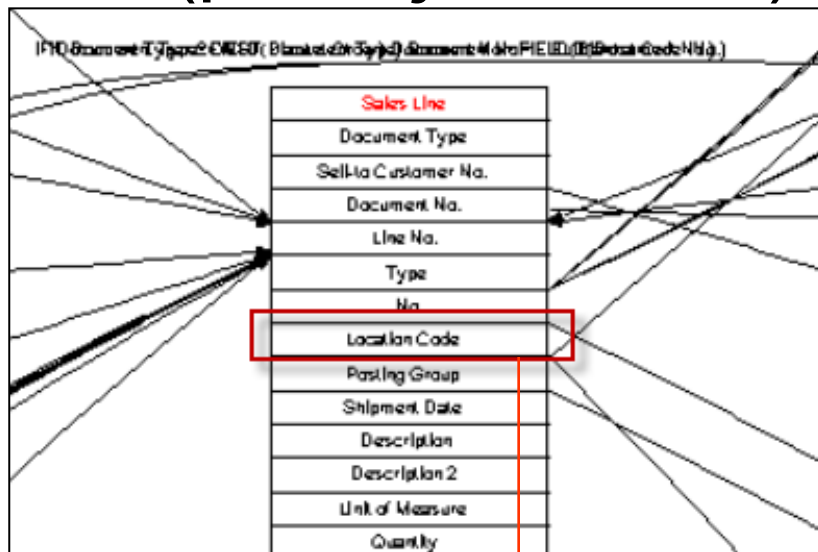 Sales Line
Document Type
Sell-to Customer No.
Document No.
Line No.
Type
No.
Location Code
Posting Group
Shipment Date
Description
Description 2
Unit of Measure
Quantity